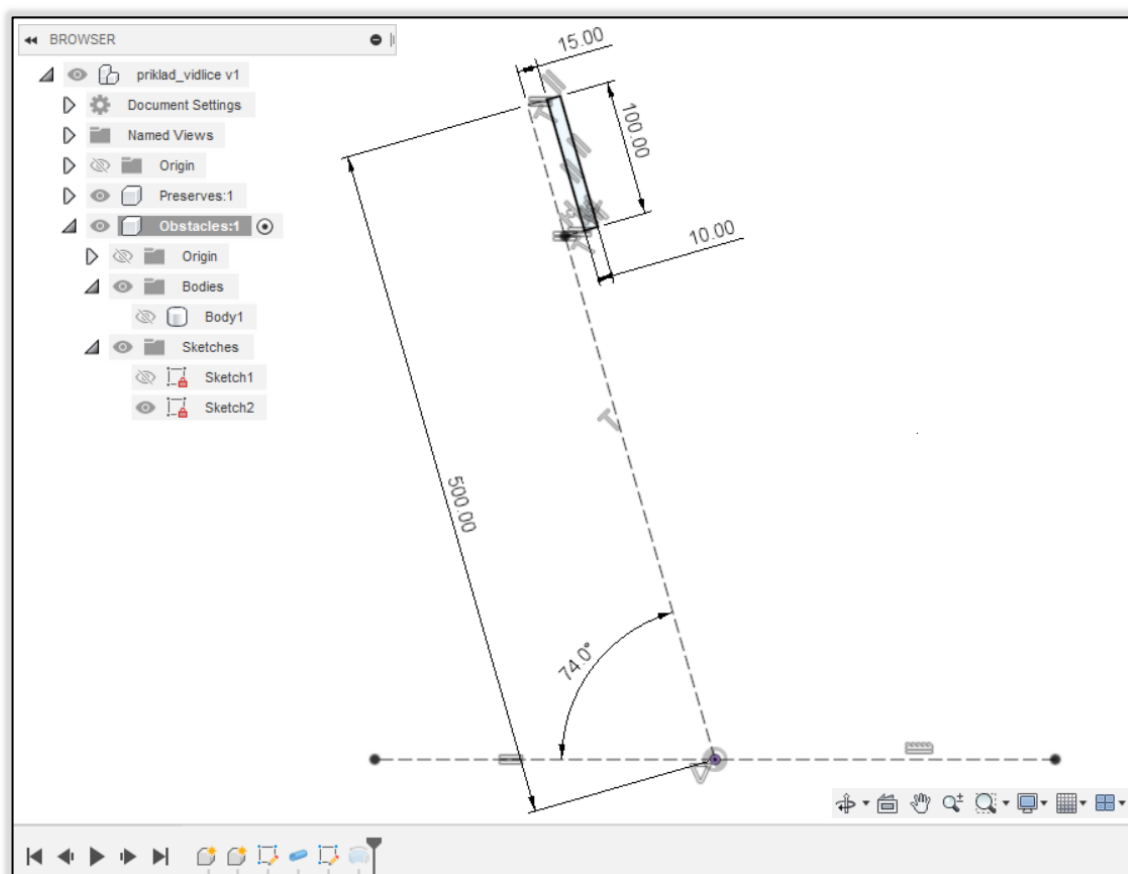 BROWSER
priklad_vidlice v1
Document Settings
Named Views
Origin
Preserves:1
Obstacles:1
Origin
Bodies
Body1
Sketches
Sketch1
Sketch2
15.00
100.00
10.00
500.00
74.0°